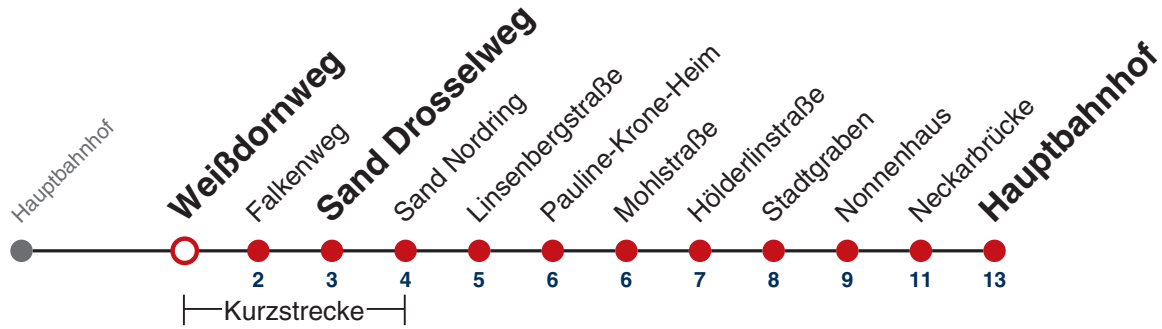 Hauptbahnhof
Weißdornweg
Falkenweg
Sand Drosselweg
Sand Nordring
Linsenbergstraße
Pauline-Krone-Heim
Mohlstraße
Hölderlinstraße
Stadtgraben
Nonnenhaus
Neckarbrücke
Hauptbahnhof
2 3 4 5 6 6 7 8 9 11 13
Kurzstrecke